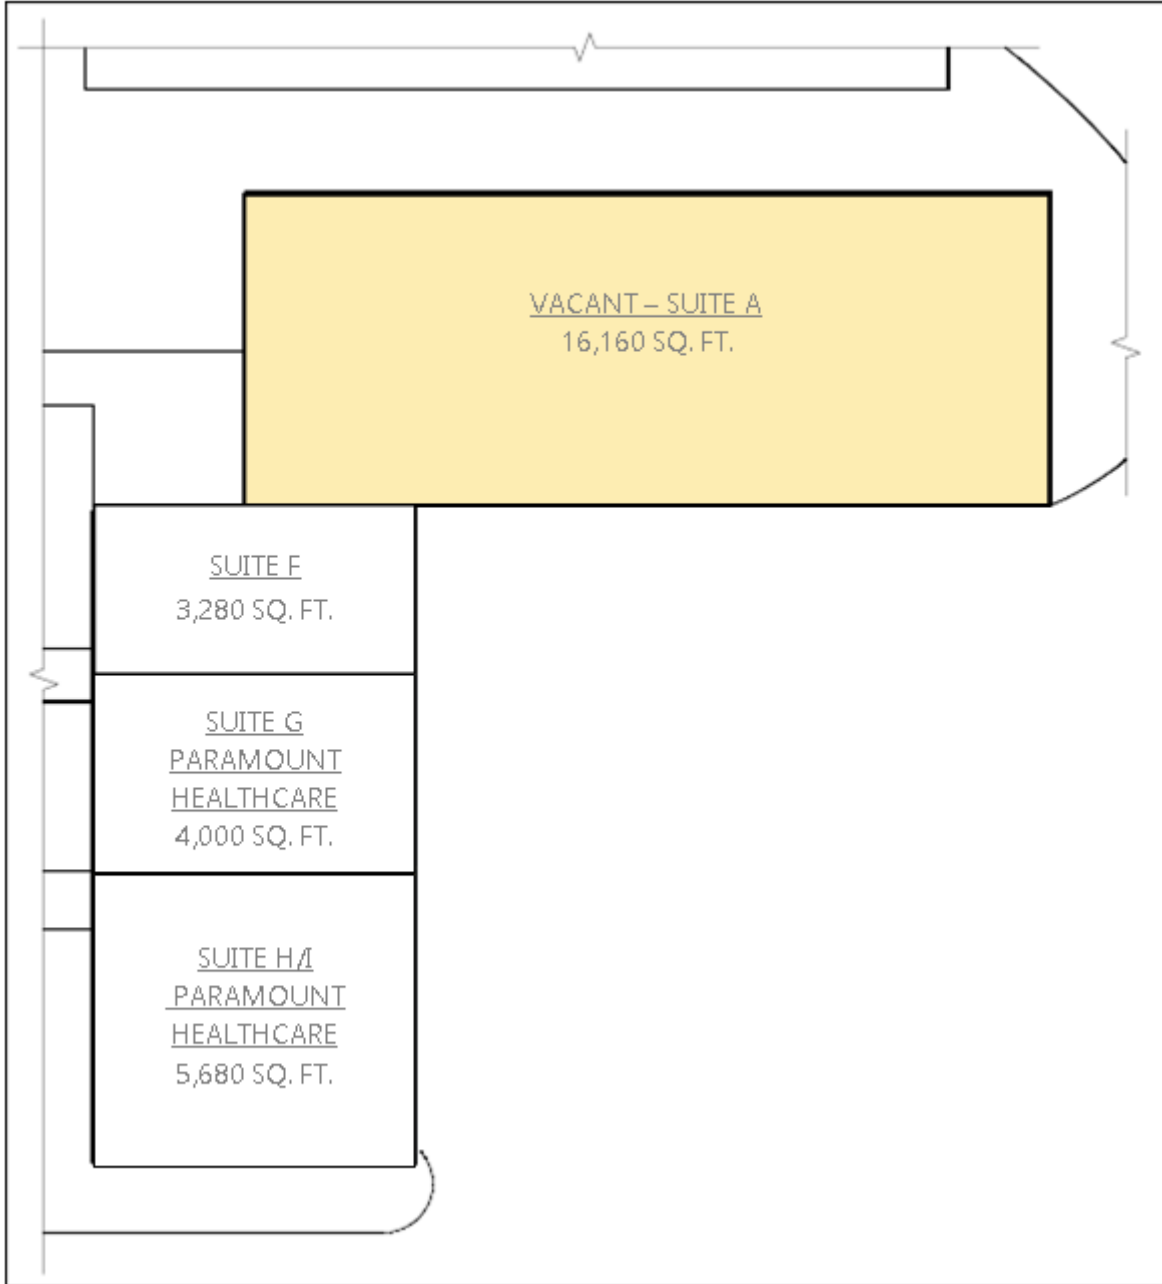 VACANT – SUITE A
16,160 SQ. FT.
SUITE F
3,280 SQ. FT.
SUITE G
PARAMOUNT
HEALTHCARE
4,000 SQ. FT.
SUITE H/I
PARAMOUNT
HEALTHCARE
5,680 SQ. FT.